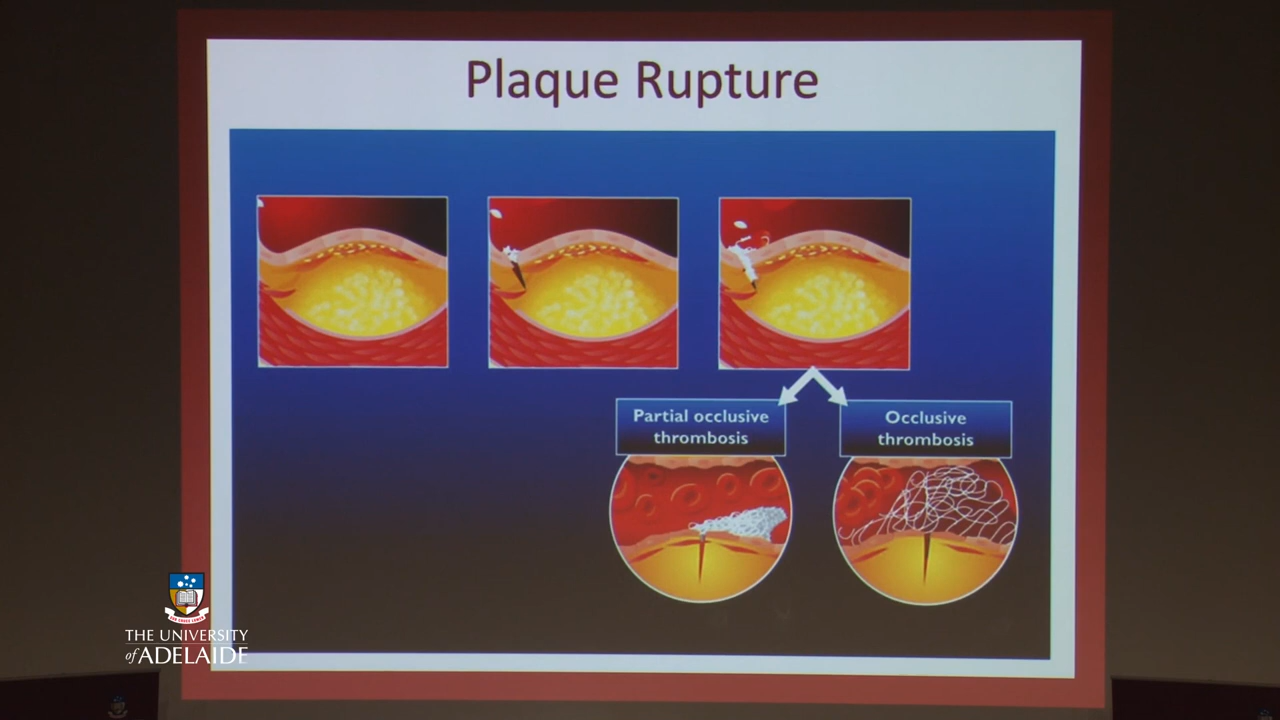 Plaque Rupture
Partial occlusive
thrombosis
Occlusive
thrombosis
THE UNIVERSITY
of ADELAIDE